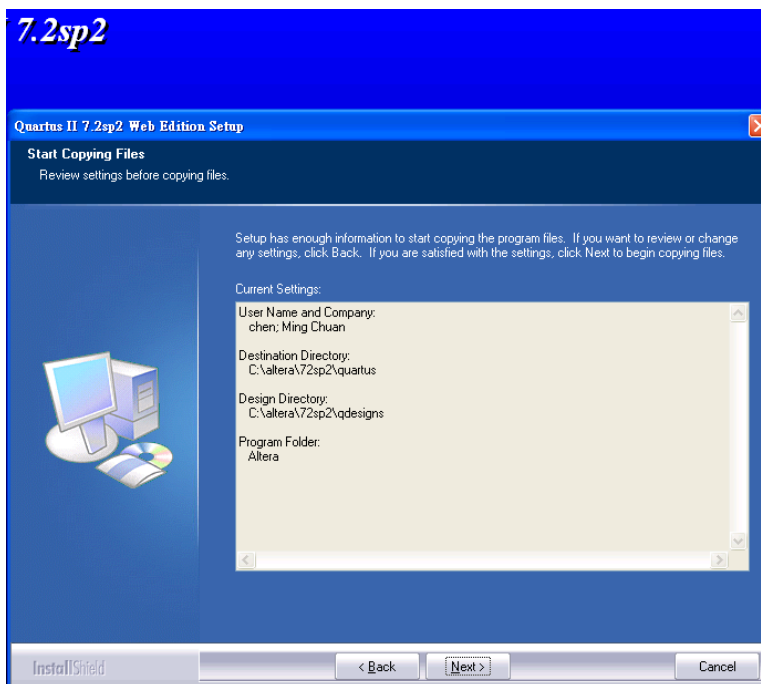 7.2sp2
Quartus II 7.2sp2 Web Edition Setup
Start Copying Files
Review settings before copying files.
Setup has enough information to start copying the program files. If you want to review or change
any settings, click Back. If you are satisfied with the settings, click Next to begin copying files.
Current Settings:
User Name and Company:
chen; Ming Chuan
Destination Directory:
C:\altera\72sp2\quartus
Design Directory:
C:\altera\72sp2\qdesigns
Program Folder:
Altera
InstallShield
< Back
Next >
Cancel